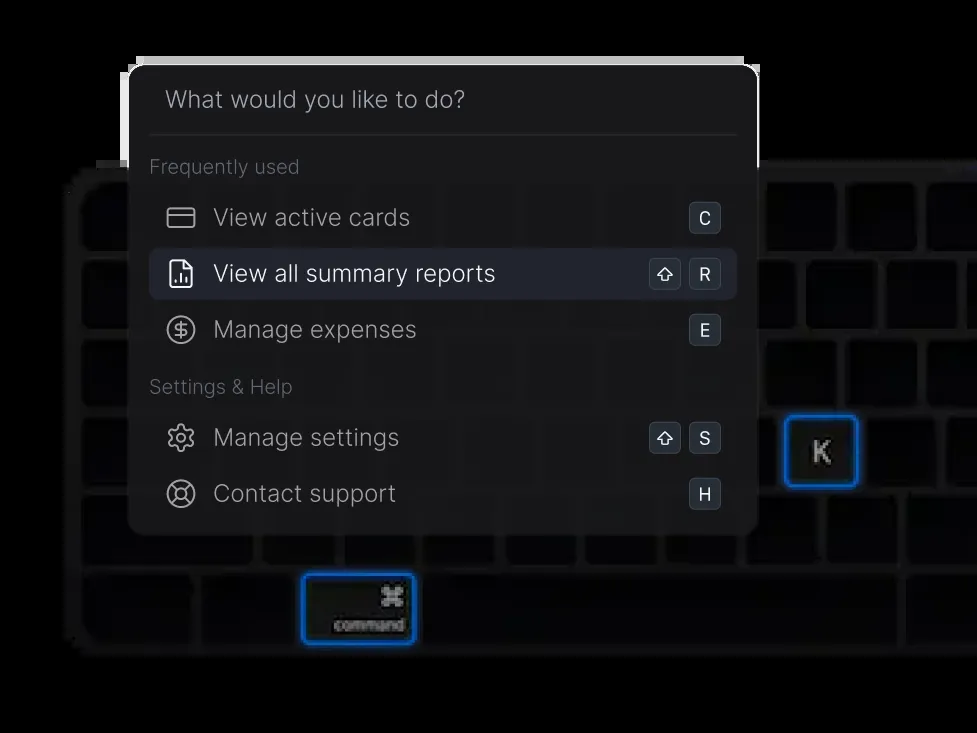 What would you like to do?
Frequently used
View active cards C
View all summary reports ⇧ R
Manage expenses E
Settings & Help
Manage settings ⇧ S
Contact support H
K
⌘
command